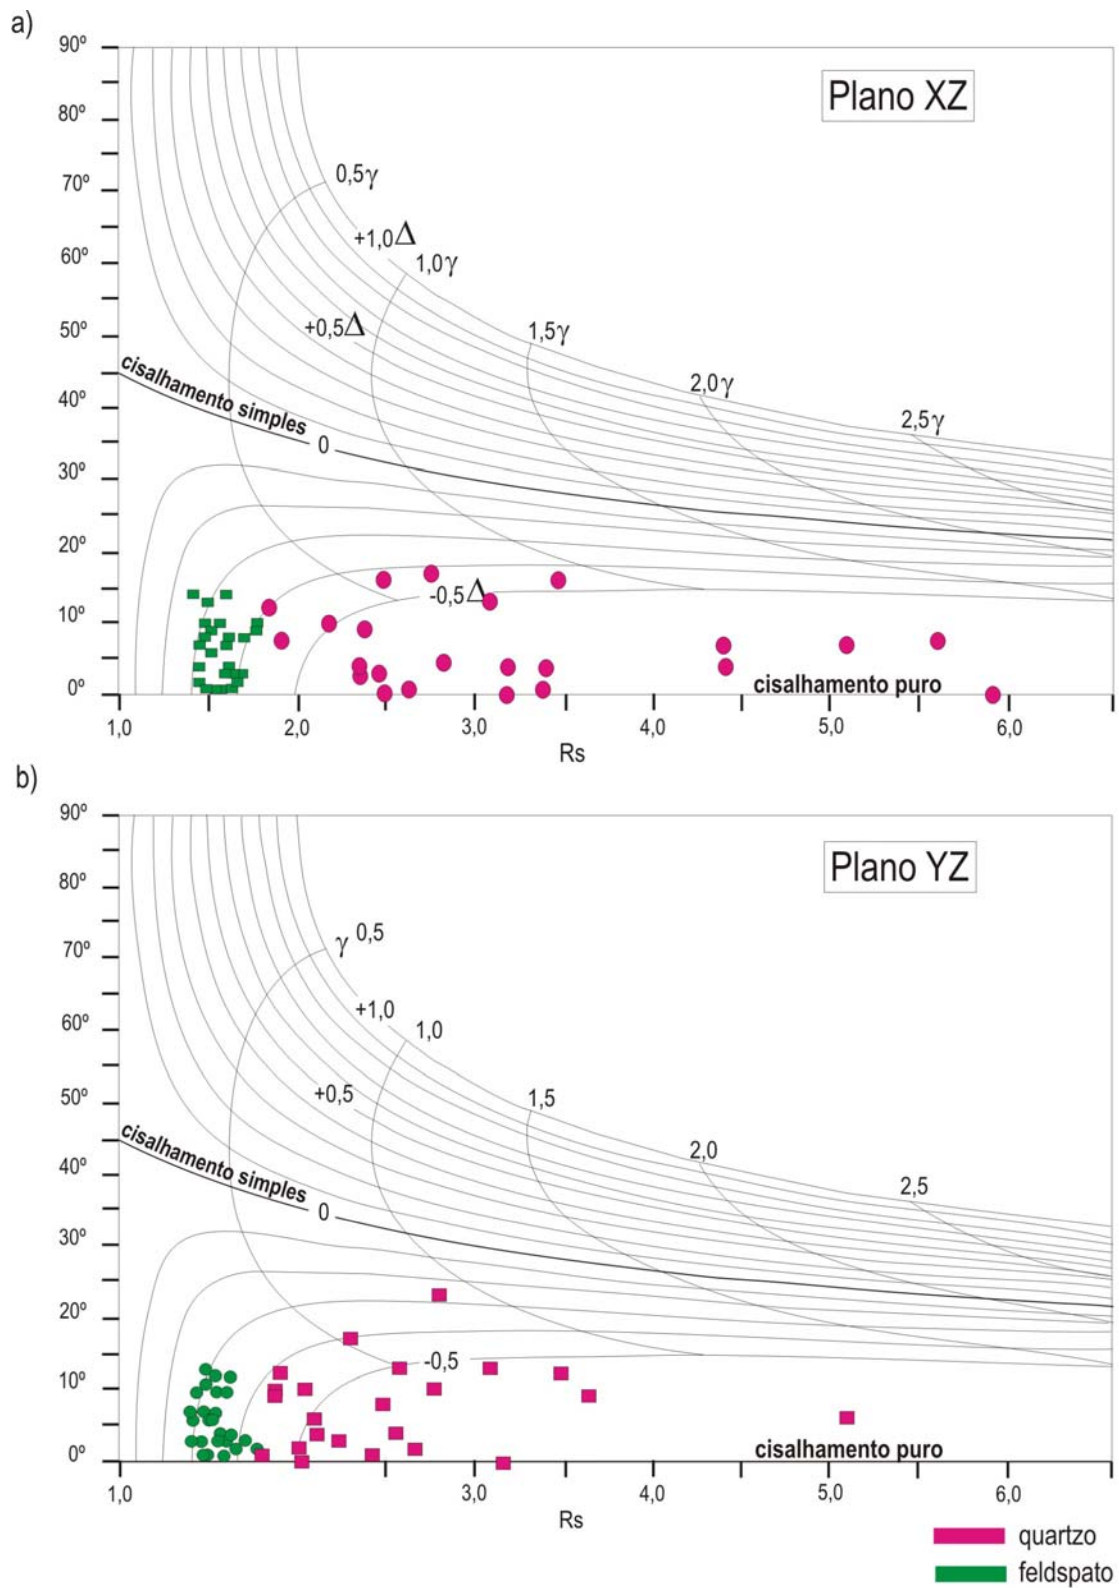 a)
Plano XZ
90º
80º
70º
60º
50º
40º
30º
20º
10º
0º
0,5γ
+1,0Δ
1,0γ
+0,5Δ
1,5γ
2,0γ
2,5γ
cisalhamento simples 0
-0,5Δ
cisalhamento puro
1,0 2,0 3,0 4,0 5,0 6,0
Rs
b)
Plano YZ
90º
80º
70º
60º
50º
40º
30º
20º
10º
0º
γ 0,5
+1,0
1,0
+0,5
1,5
2,0
2,5
cisalhamento simples 0
-0,5
cisalhamento puro
1,0 3,0 4,0 5,0 6,0
Rs
quartzo
feldspato